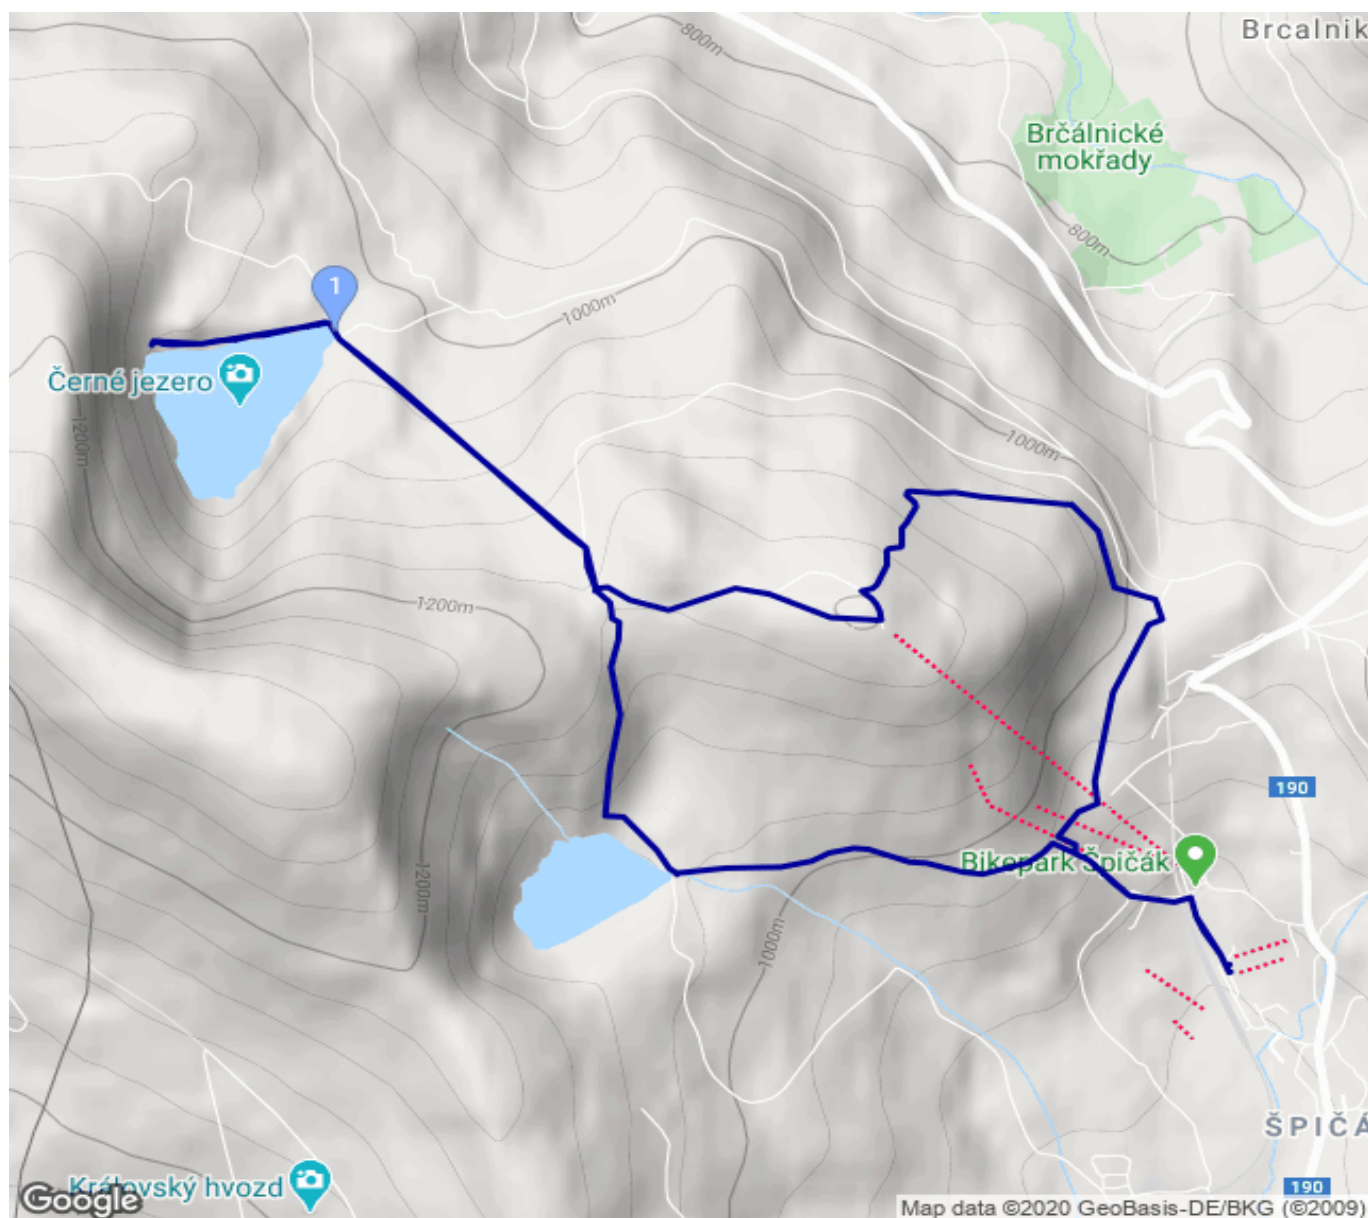 Brcalnik
800m
Brčálnické
mokřady
800m
1
1000m
Černé jezero
1200m
1000m
1200m
190
Bikepark Špičák
1200m
1000m
ŠPIČÁ
Královský hvozd
190
Google
Map data ©2020 GeoBasis-DE/BKG (©2009)